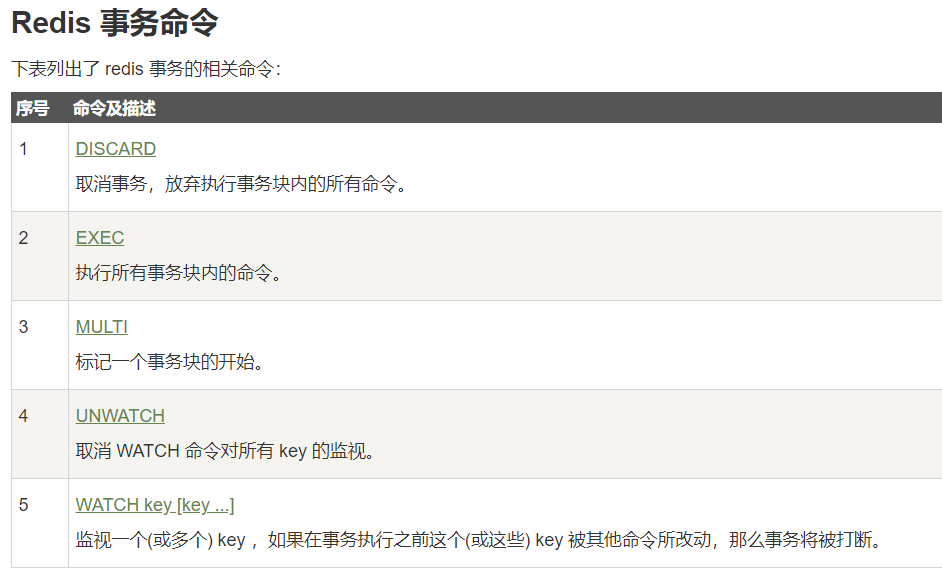 Redis 事务命令
下表列出了 redis 事务的相关命令：
序号 命令及描述
1 DISCARD
取消事务，放弃执行事务块内的所有命令。
2 EXEC
执行所有事务块内的命令。
3 MULTI
标记一个事务块的开始。
4 UNWATCH
取消 WATCH 命令对所有 key 的监视。
5 WATCH key [key ...]
监视一个(或多个) key ，如果在事务执行之前这个(或这些) key 被其他命令所改动，那么事务将被打断。